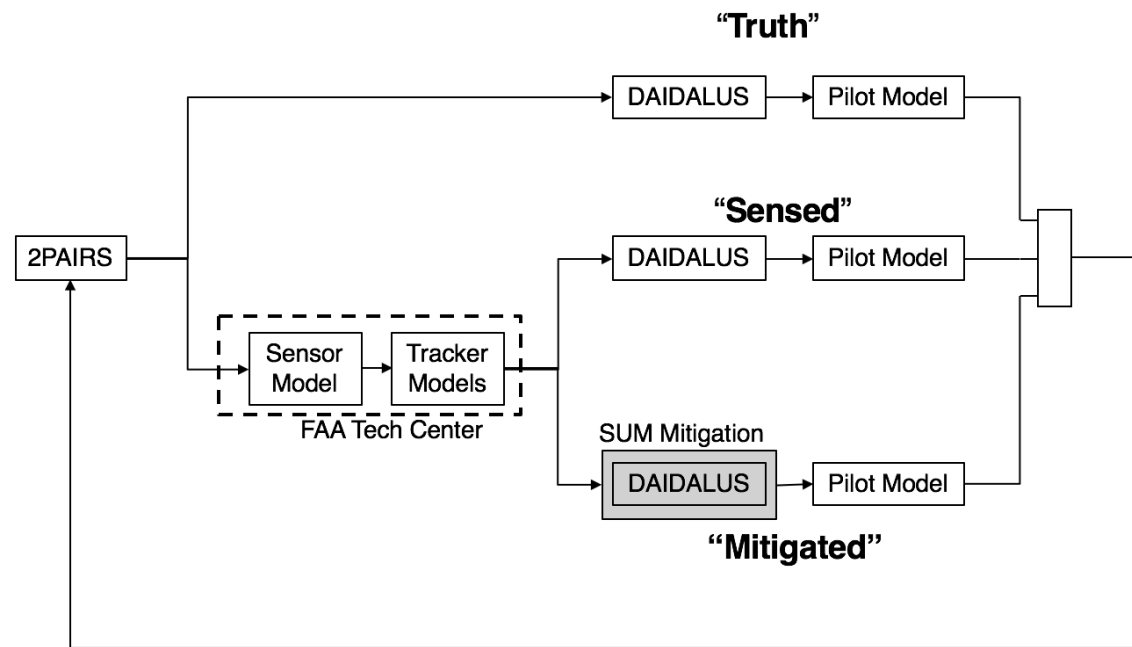 “Truth”
DAIDALUS
Pilot Model
“Sensed”
2PAIRS
DAIDALUS
Pilot Model
Sensor
Model
Tracker
Models
FAA Tech Center
SUM Mitigation
DAIDALUS
Pilot Model
“Mitigated”